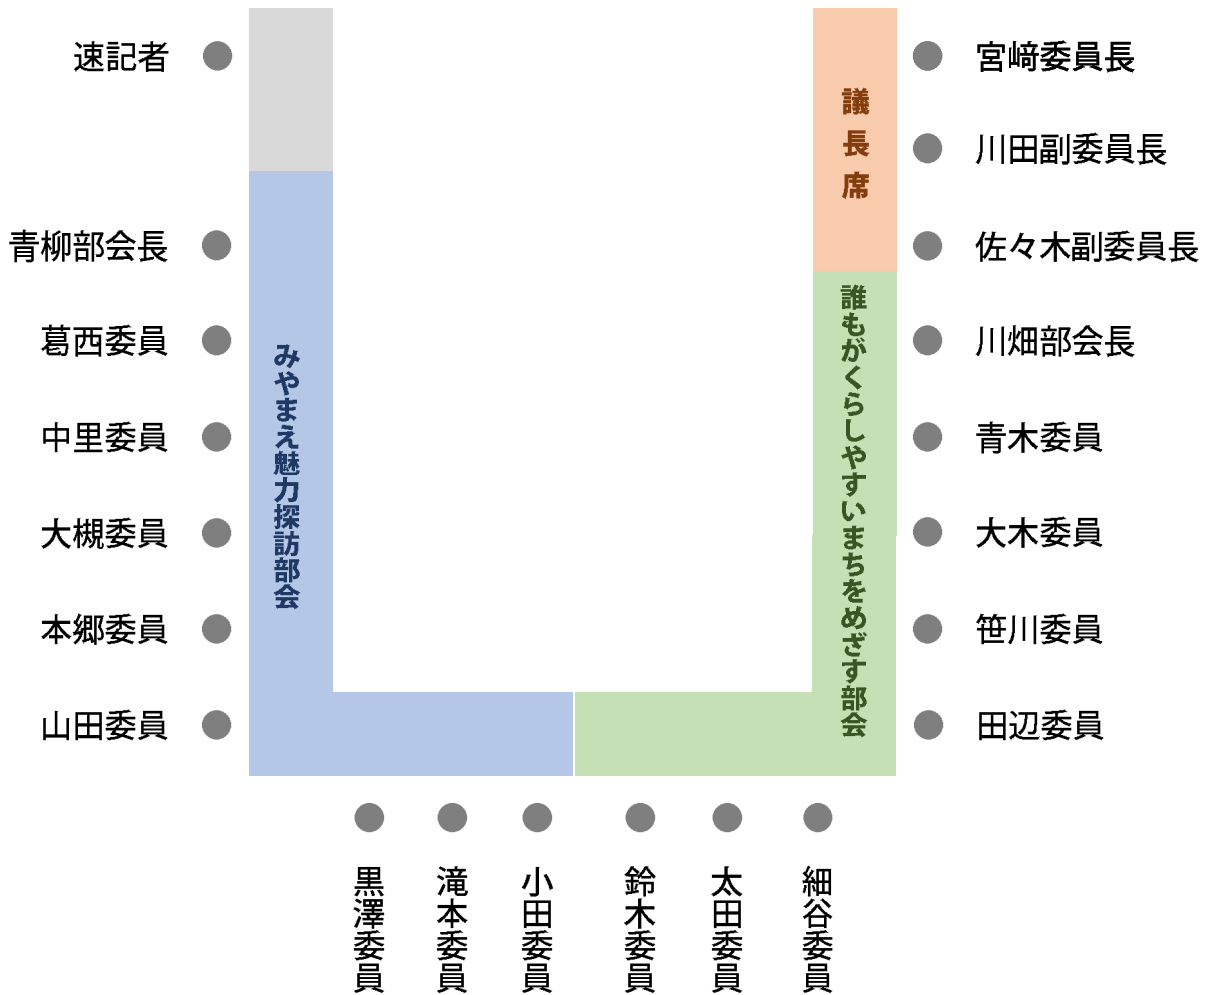 速記者
青柳部会長
葛西委員
中里委員
大槻委員
本郷委員
山田委員
みやまえ魅力探訪部会
議長席
誰もがくらしやすいまちをめざす部会
宮﨑委員長
川田副委員長
佐々木副委員長
川畑部会長
青木委員
大木委員
笹川委員
田辺委員
黒澤委員
滝本委員
小田委員
鈴木委員
太田委員
細谷委員